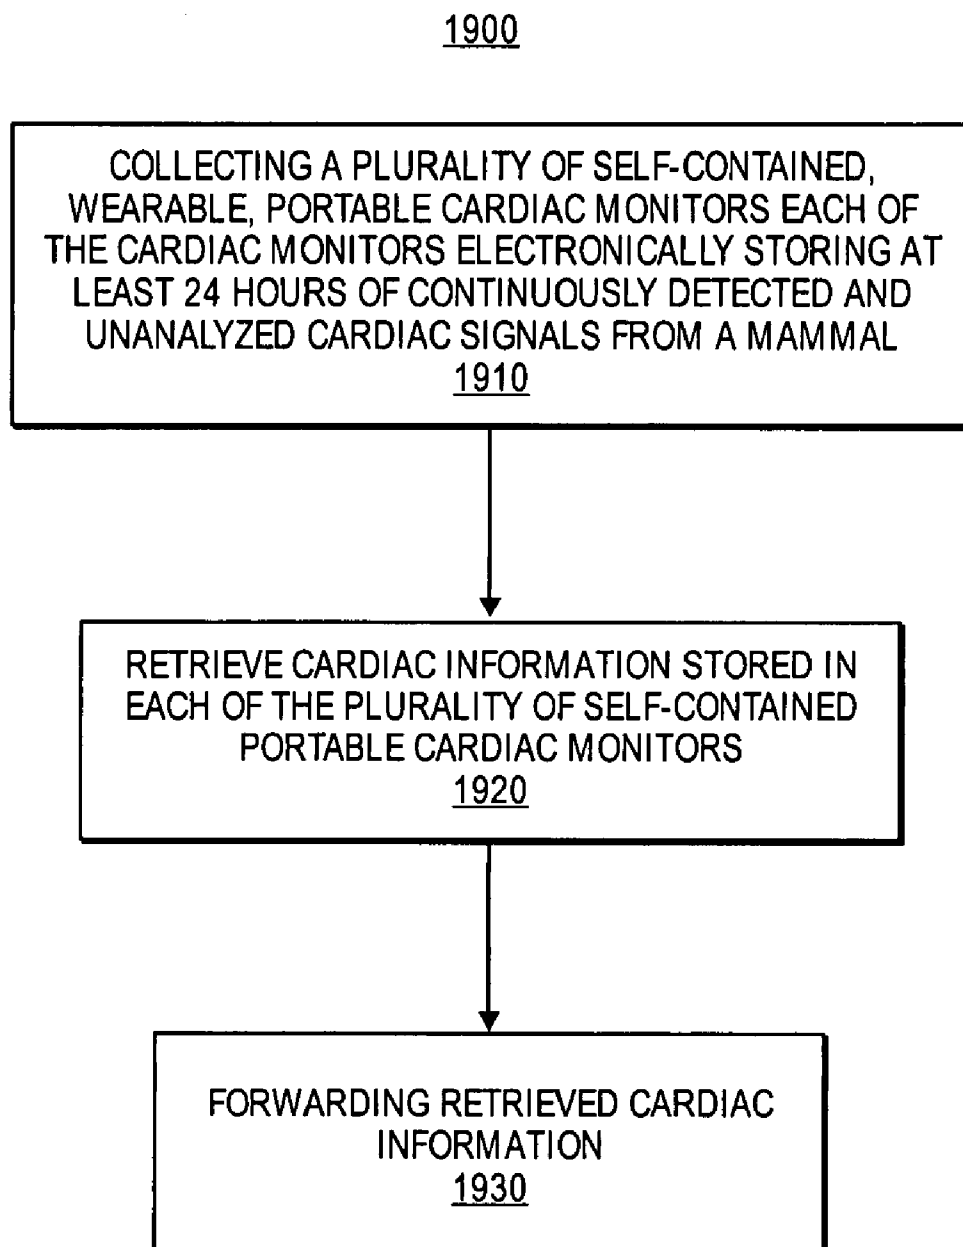 1900
COLLECTING A PLURALITY OF SELF-CONTAINED,
WEARABLE, PORTABLE CARDIAC MONITORS EACH OF
THE CARDIAC MONITORS ELECTRONICALLY STORING AT
LEAST 24 HOURS OF CONTINUOUSLY DETECTED AND
UNANALYZED CARDIAC SIGNALS FROM A MAMMAL
1910
RETRIEVE CARDIAC INFORMATION STORED IN
EACH OF THE PLURALITY OF SELF-CONTAINED
PORTABLE CARDIAC MONITORS
1920
FORWARDING RETRIEVED CARDIAC
INFORMATION
1930